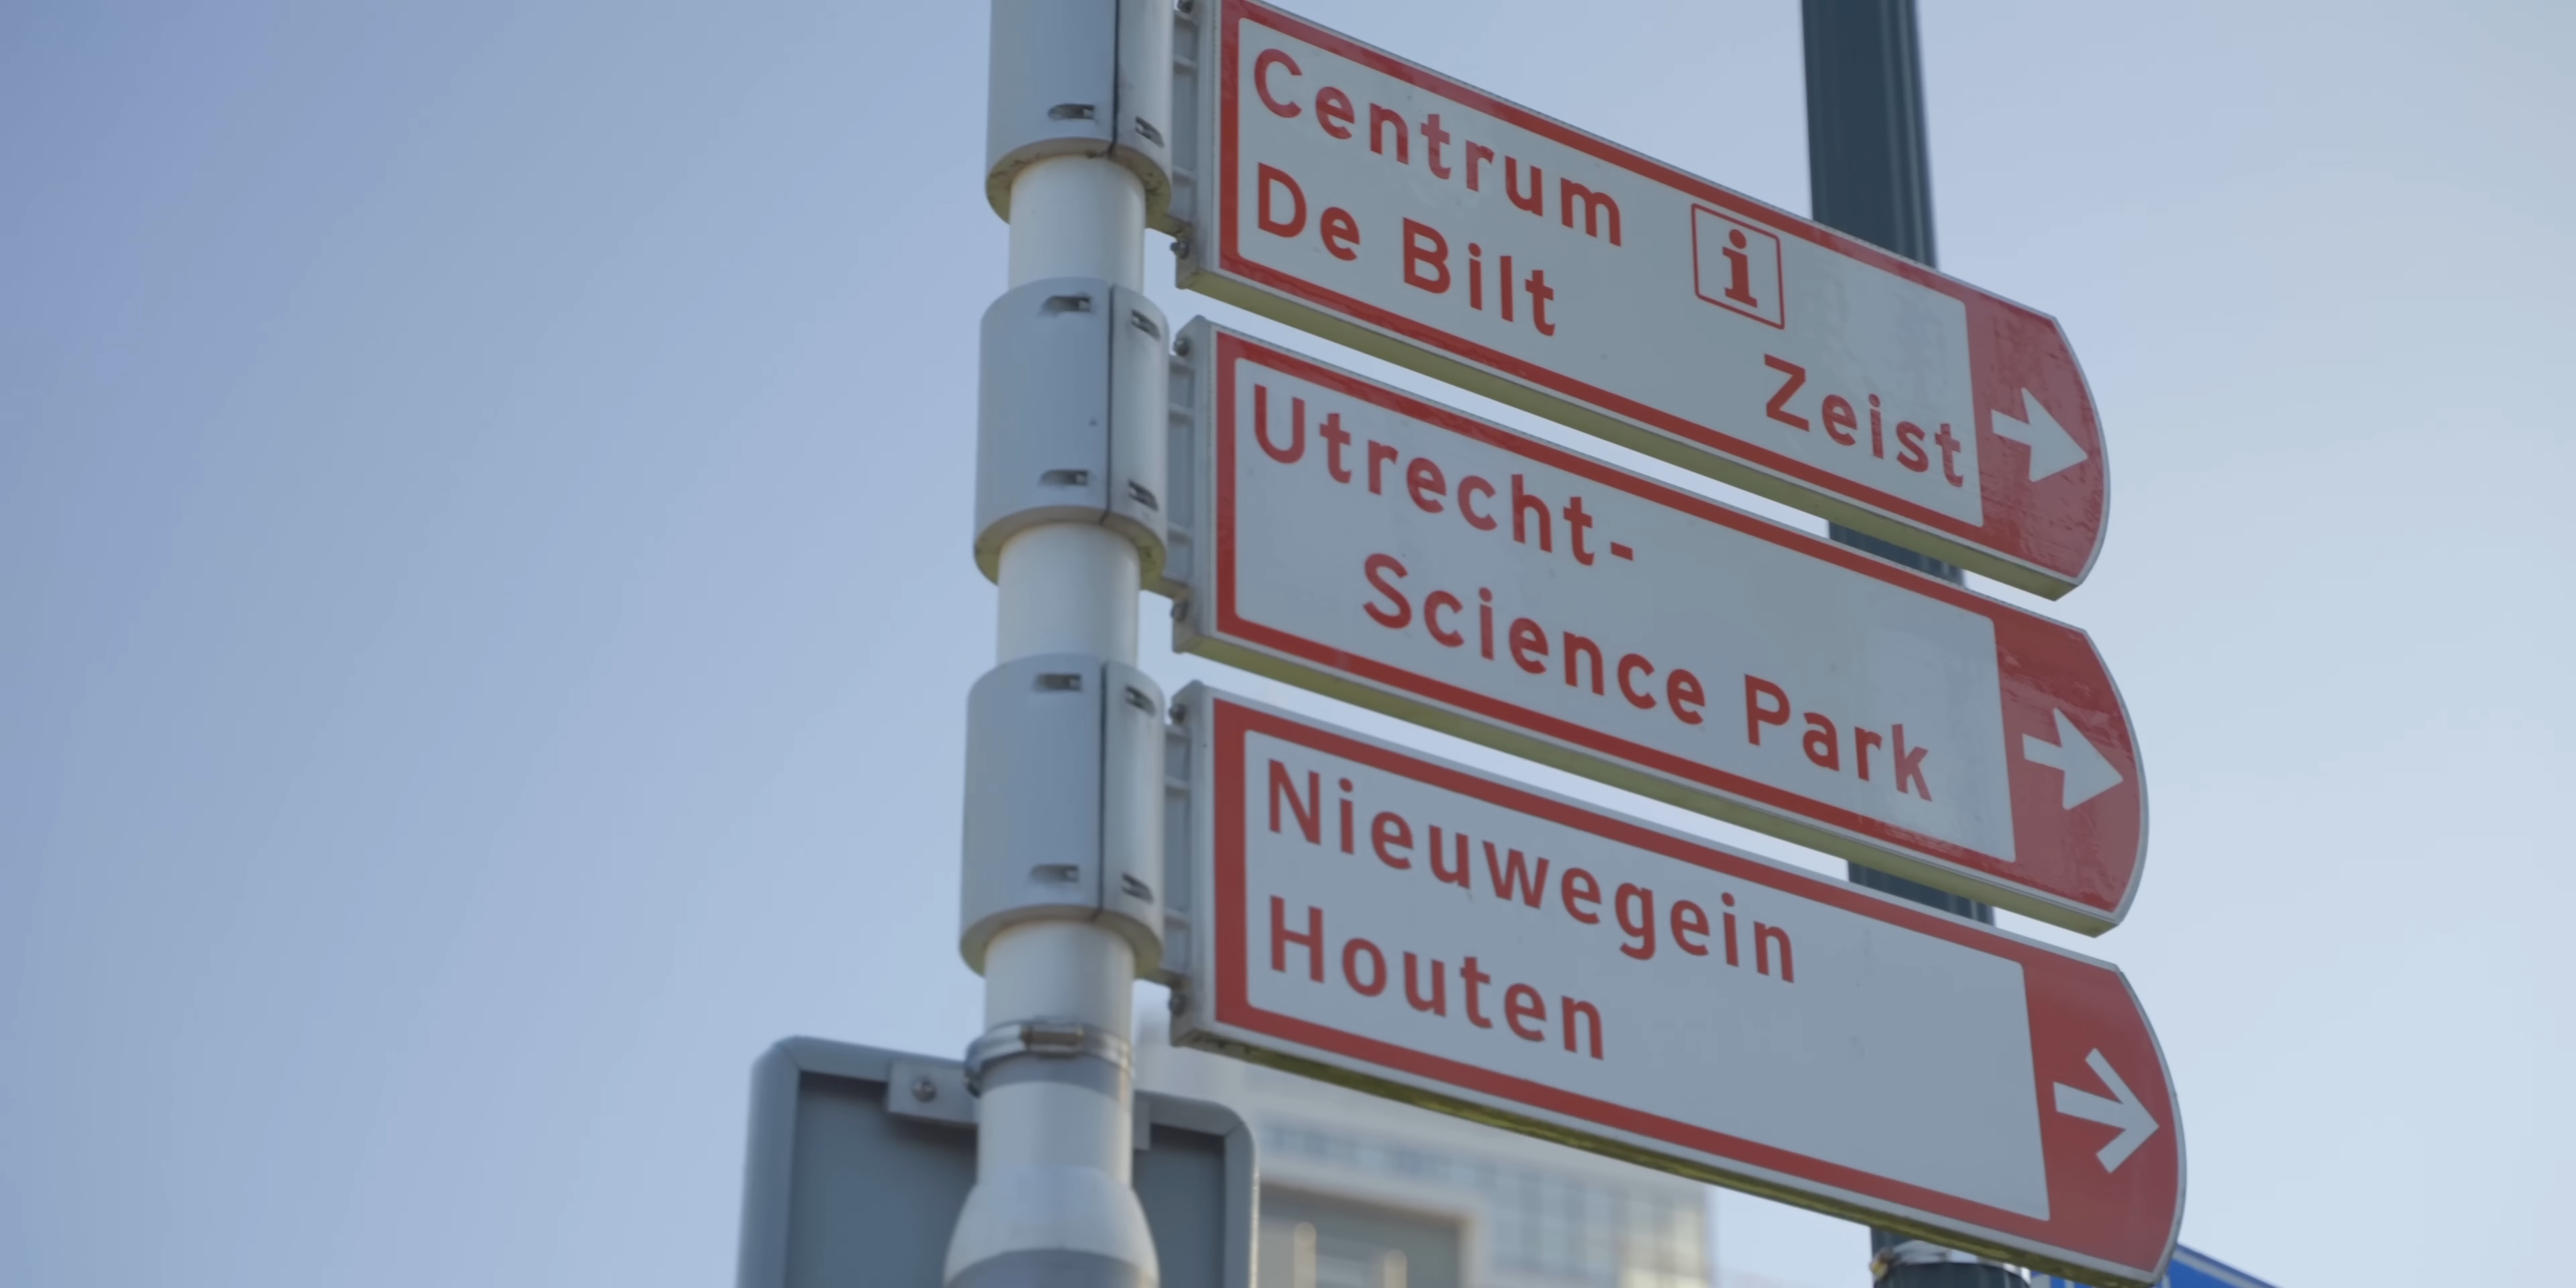 Centrum i
De Bilt
Zeist
Utrecht-
Science Park
Nieuwegein
Houten